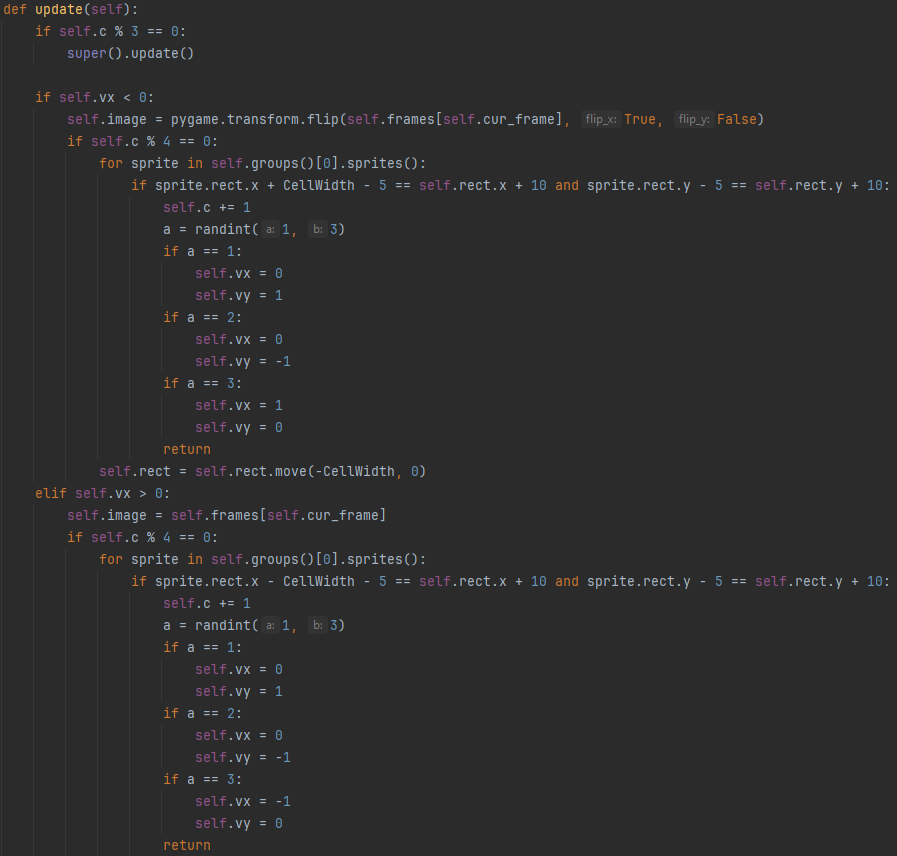 def update(self):
    if self.c % 3 == 0:
        super().update()

    if self.vx < 0:
        self.image = pygame.transform.flip(self.frames[self.cur_frame], flip_x: True, flip_y: False)
        if self.c % 4 == 0:
            for sprite in self.groups()[0].sprites():
                if sprite.rect.x + CellWidth - 5 == self.rect.x + 10 and sprite.rect.y - 5 == self.rect.y + 10:
                    self.c += 1
                    a = randint(a: 1, b: 3)
                    if a == 1:
                        self.vx = 0
                        self.vy = 1
                    if a == 2:
                        self.vx = 0
                        self.vy = -1
                    if a == 3:
                        self.vx = 1
                        self.vy = 0
                    return
            self.rect = self.rect.move(-CellWidth, 0)
    elif self.vx > 0:
        self.image = self.frames[self.cur_frame]
        if self.c % 4 == 0:
            for sprite in self.groups()[0].sprites():
                if sprite.rect.x - CellWidth - 5 == self.rect.x + 10 and sprite.rect.y - 5 == self.rect.y + 10:
                    self.c += 1
                    a = randint(a: 1, b: 3)
                    if a == 1:
                        self.vx = 0
                        self.vy = 1
                    if a == 2:
                        self.vx = 0
                        self.vy = -1
                    if a == 3:
                        self.vx = -1
                        self.vy = 0
                    return